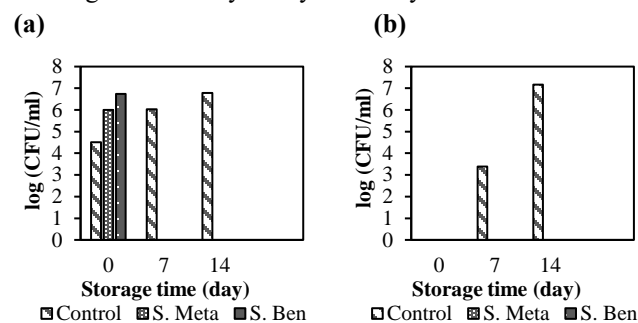 (a) (b)
8 8
7 7
6 6
5 5
4 4
3 3
2 2
1 1
0 0
log (CFU/ml) log (CFU/ml)
0 7 14 0 7 14
Storage time (day) Storage time (day)
Control S. Meta S. Ben Control S. Meta S. Ben